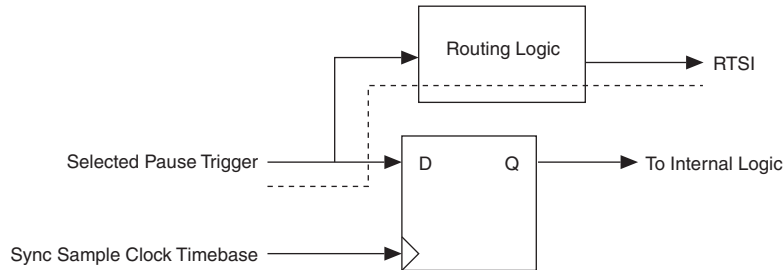 Routing Logic
RTSI
Selected Pause Trigger
D
Q
To Internal Logic
Sync Sample Clock Timebase